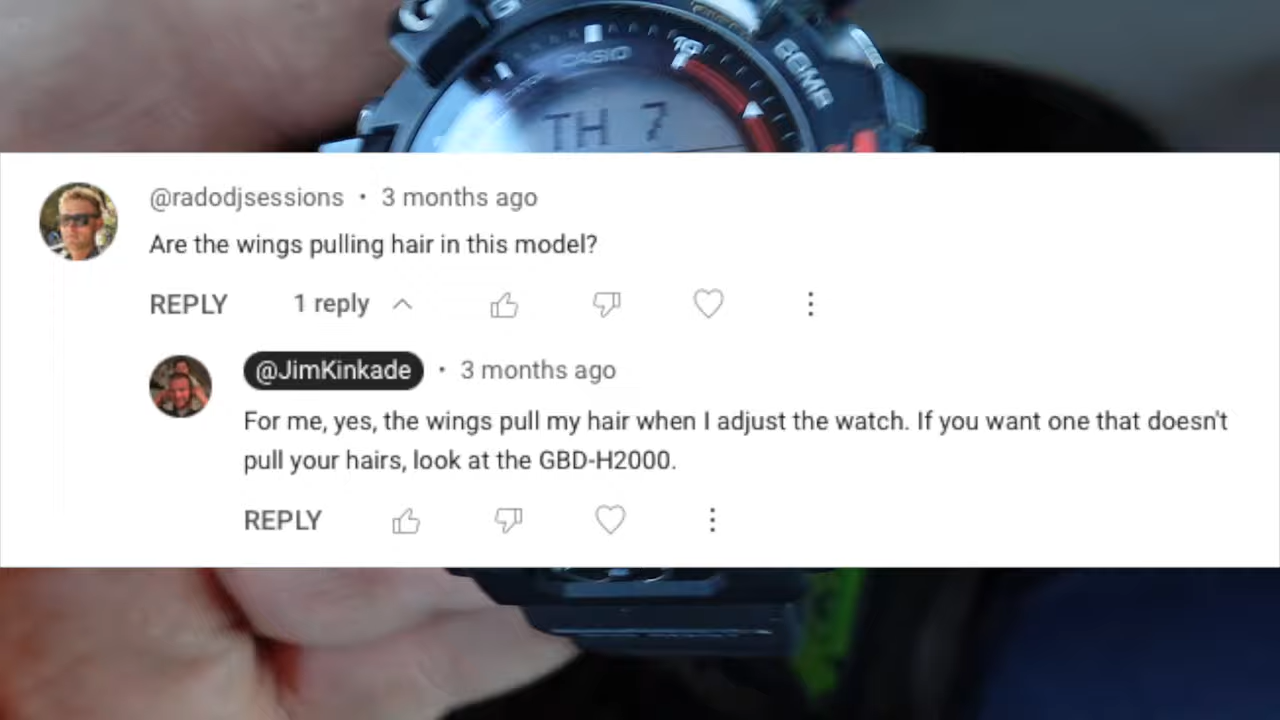 CASIO
10
TH 7
@radodjsessions • 3 months ago
Are the wings pulling hair in this model?
REPLY 1 reply
@JimKinkade • 3 months ago
For me, yes, the wings pull my hair when I adjust the watch. If you want one that doesn't
pull your hairs, look at the GBD-H2000.
REPLY